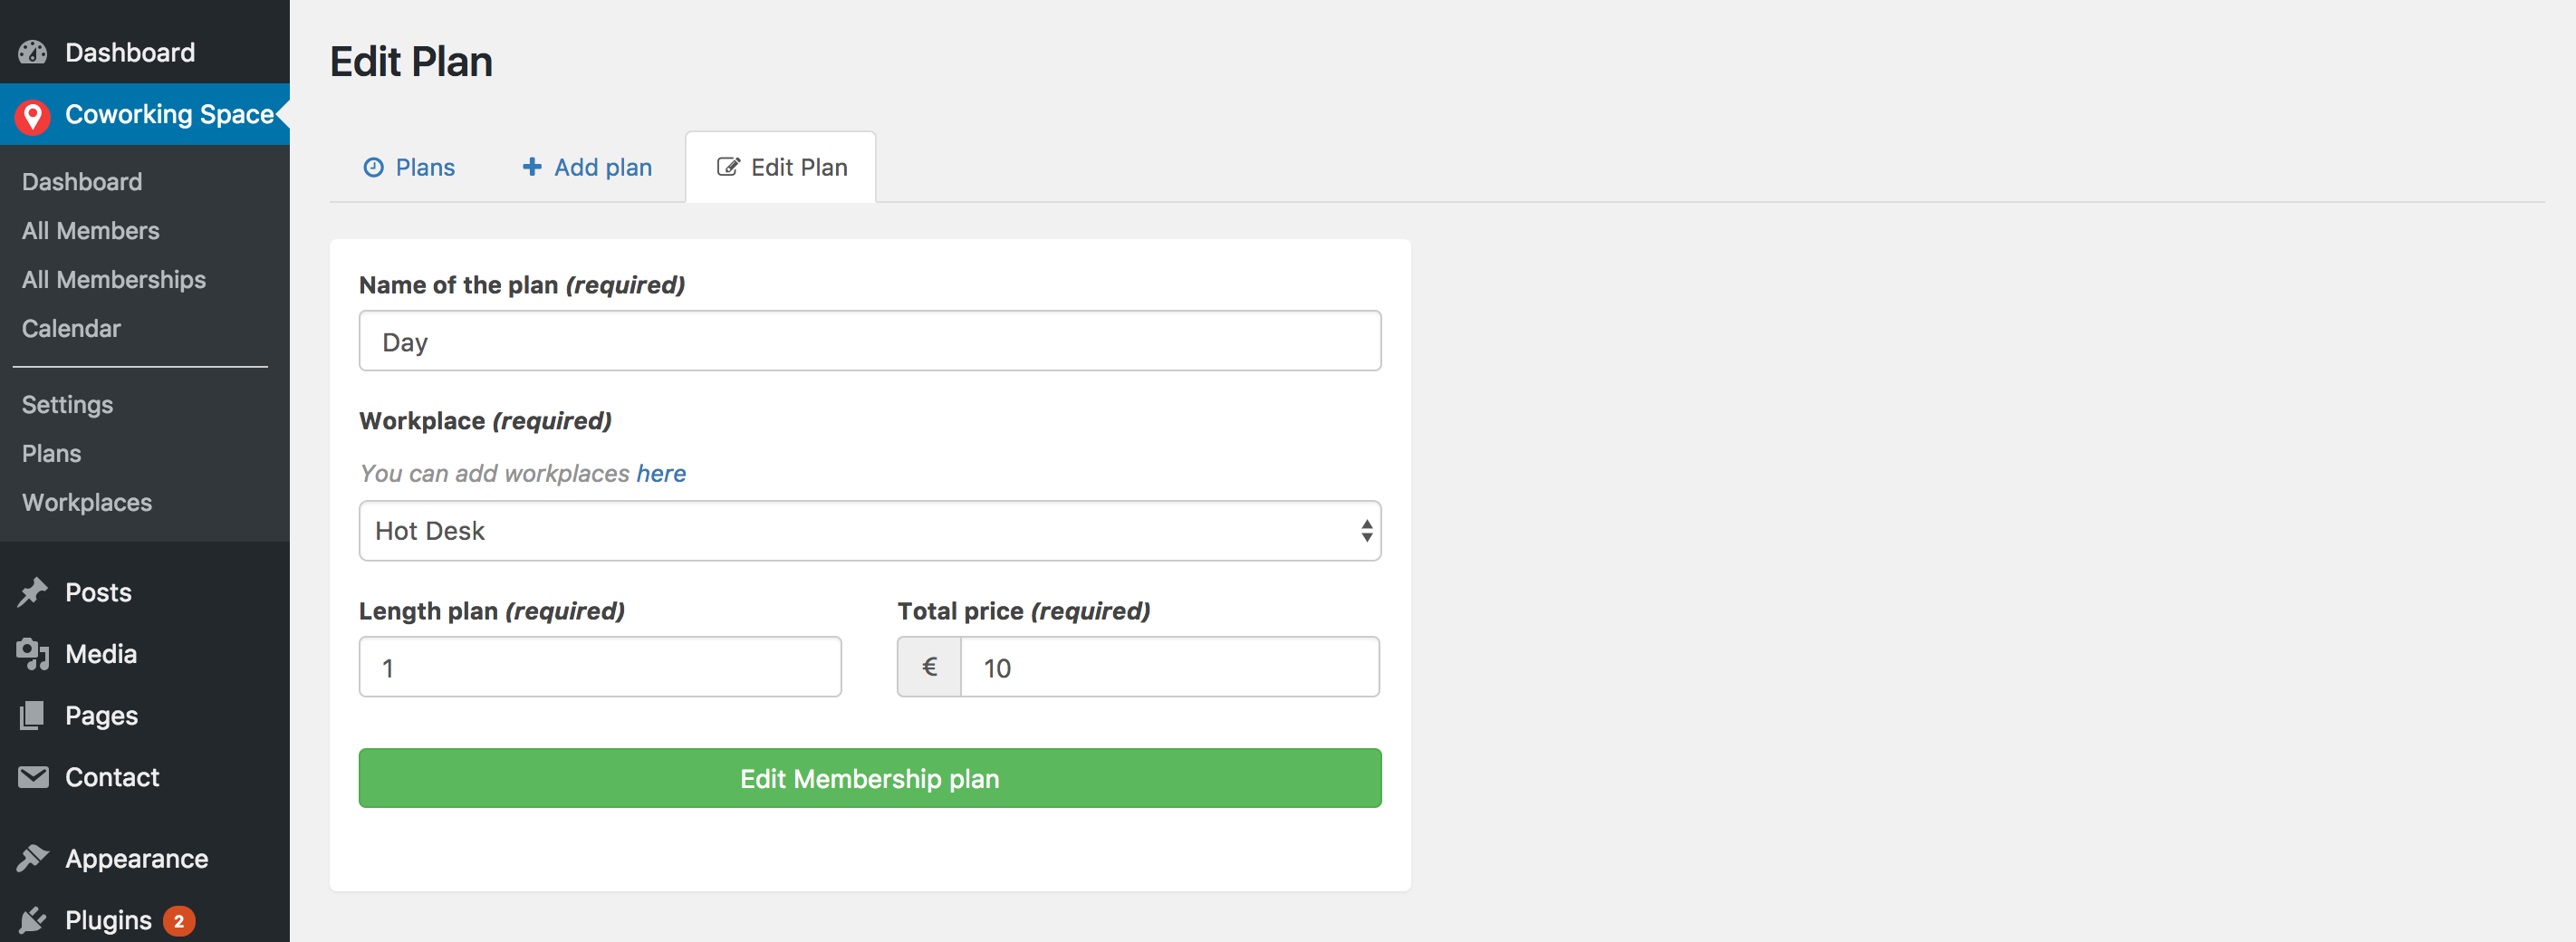 Dashboard
Coworking Space
Dashboard
All Members
All Memberships
Calendar
Settings
Plans
Workplaces
Posts
Media
Pages
Contact
Appearance
Plugins 2
Edit Plan
Plans
Add plan
Edit Plan
Name of the plan (required)
Day
Workplace (required)
You can add workplaces here
Hot Desk
Length plan (required)
1
Total price (required)
€ 10
Edit Membership plan